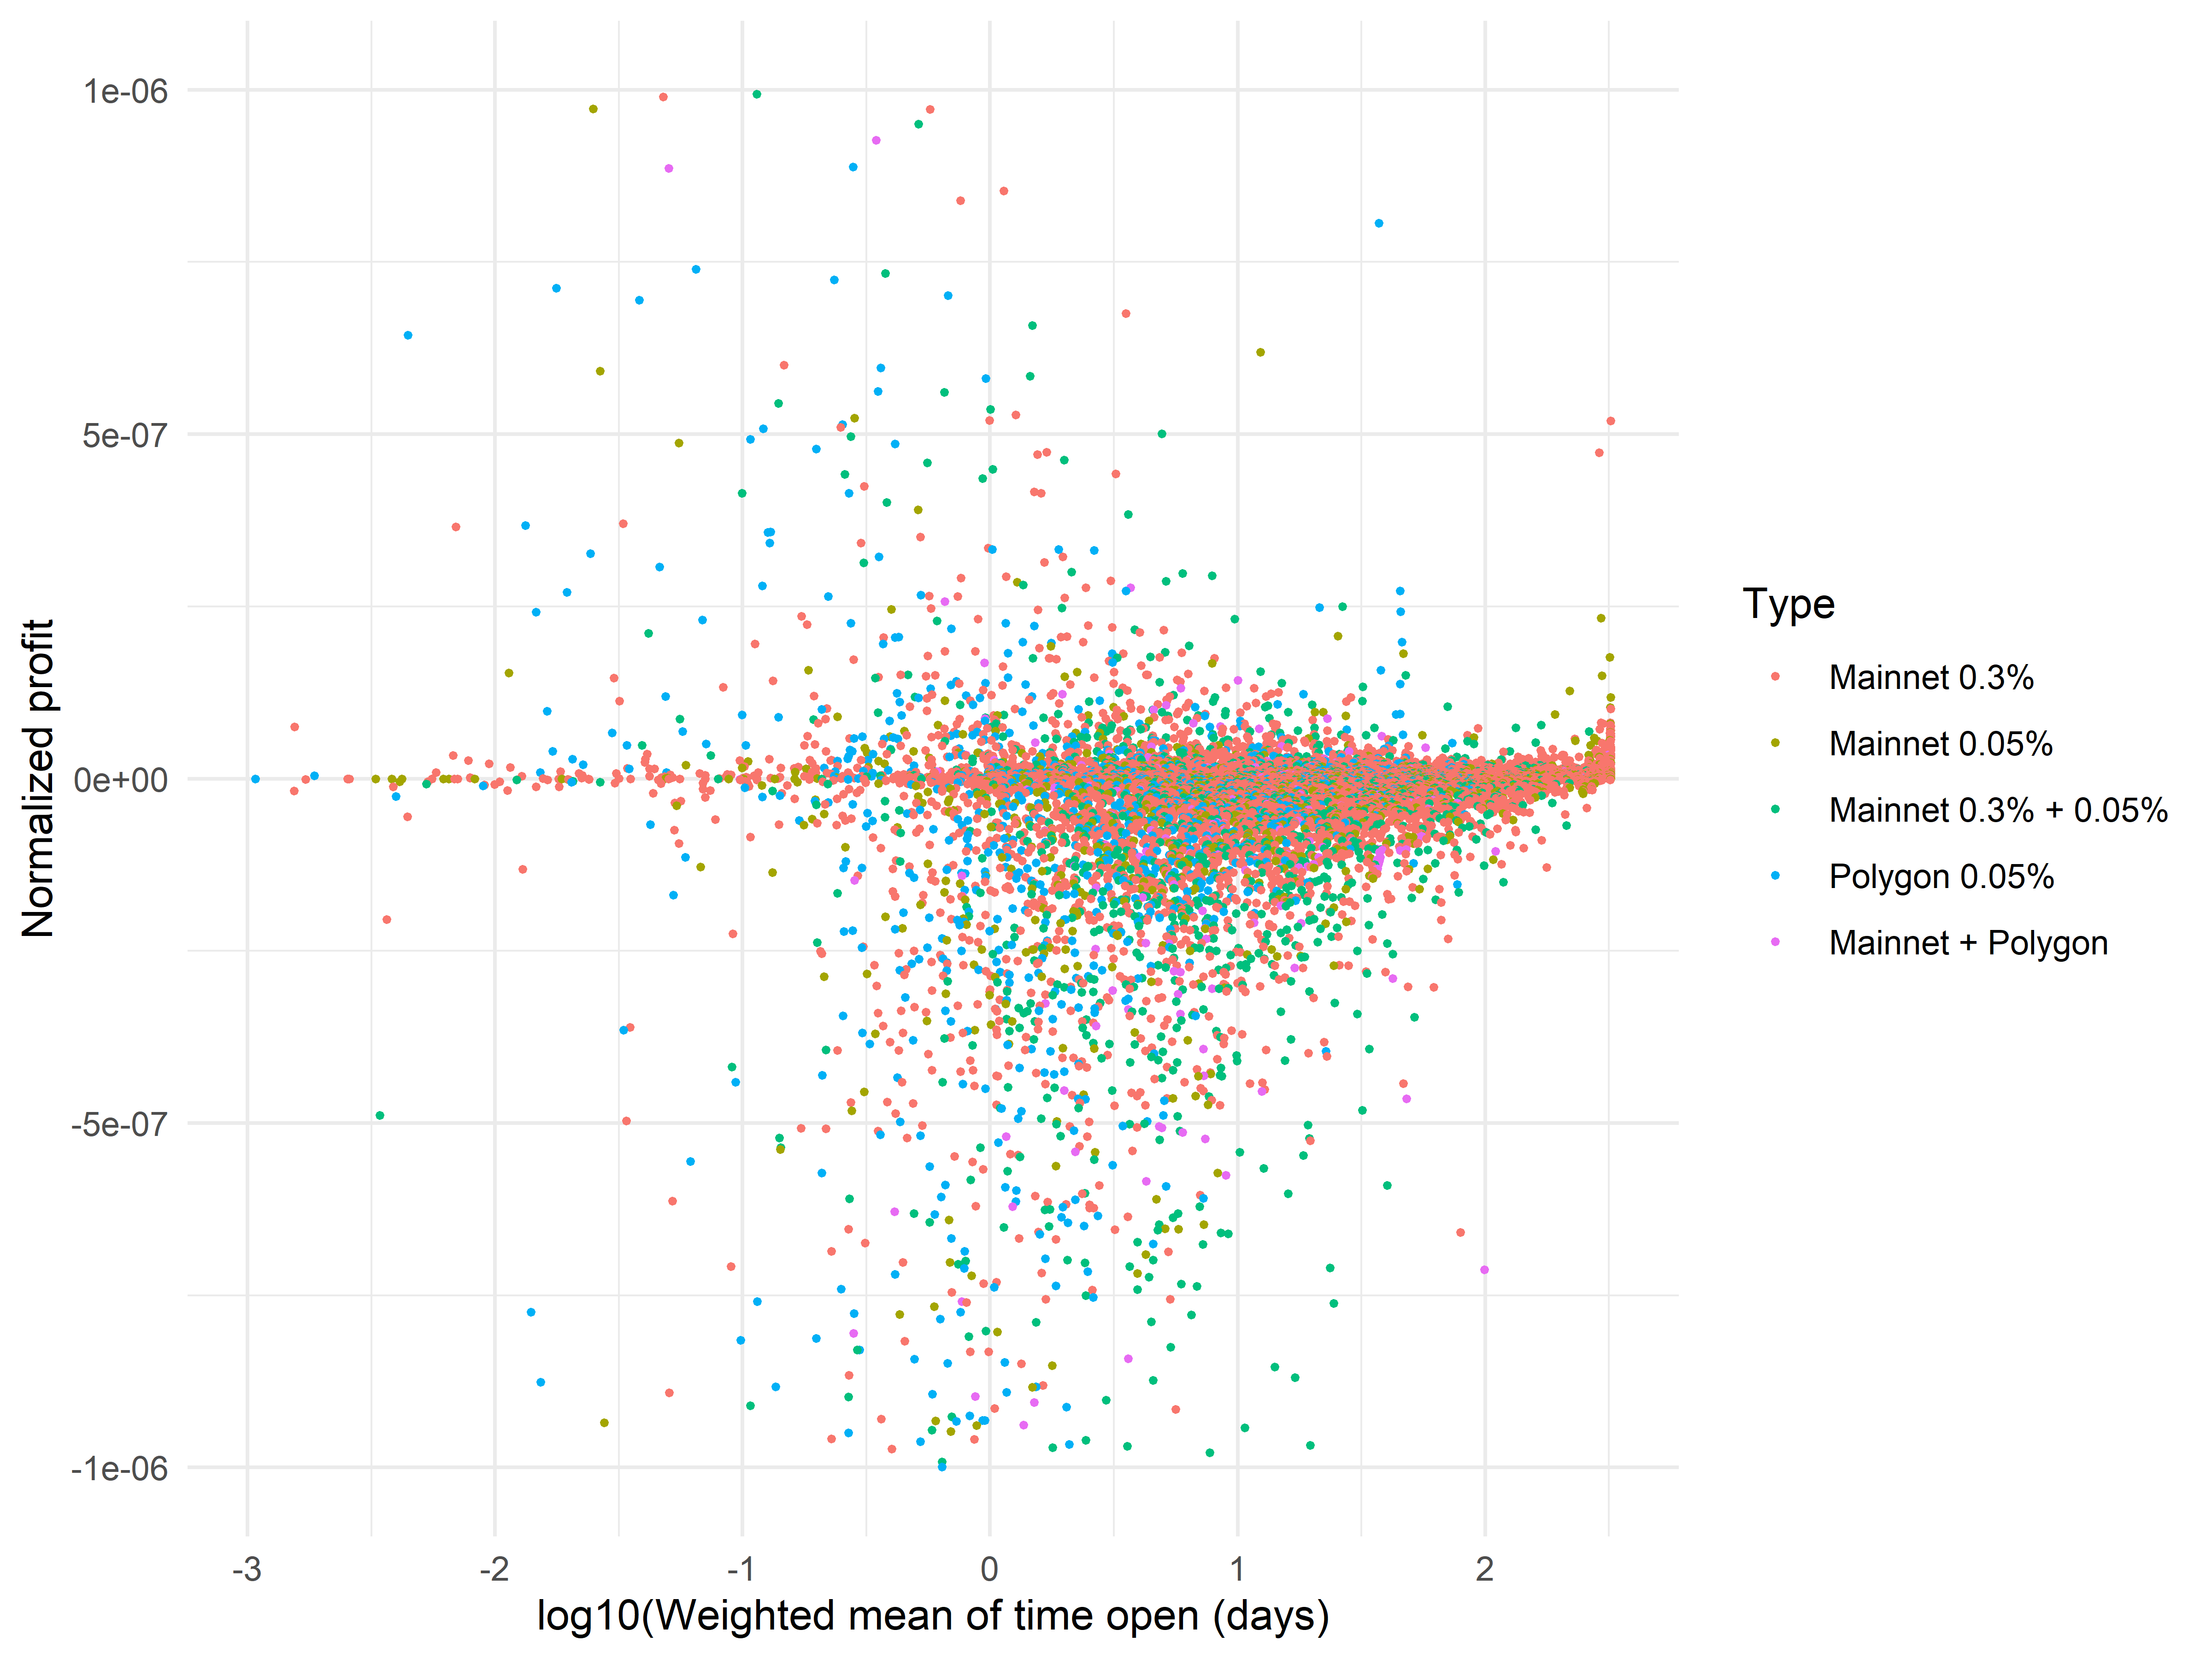 1e-06
5e-07
0e+00
-5e-07
-1e-06
Normalized profit
-3 -2 -1 0 1 2
log10(Weighted mean of time open (days)
Type
Mainnet 0.3%
Mainnet 0.05%
Mainnet 0.3% + 0.05%
Polygon 0.05%
Mainnet + Polygon